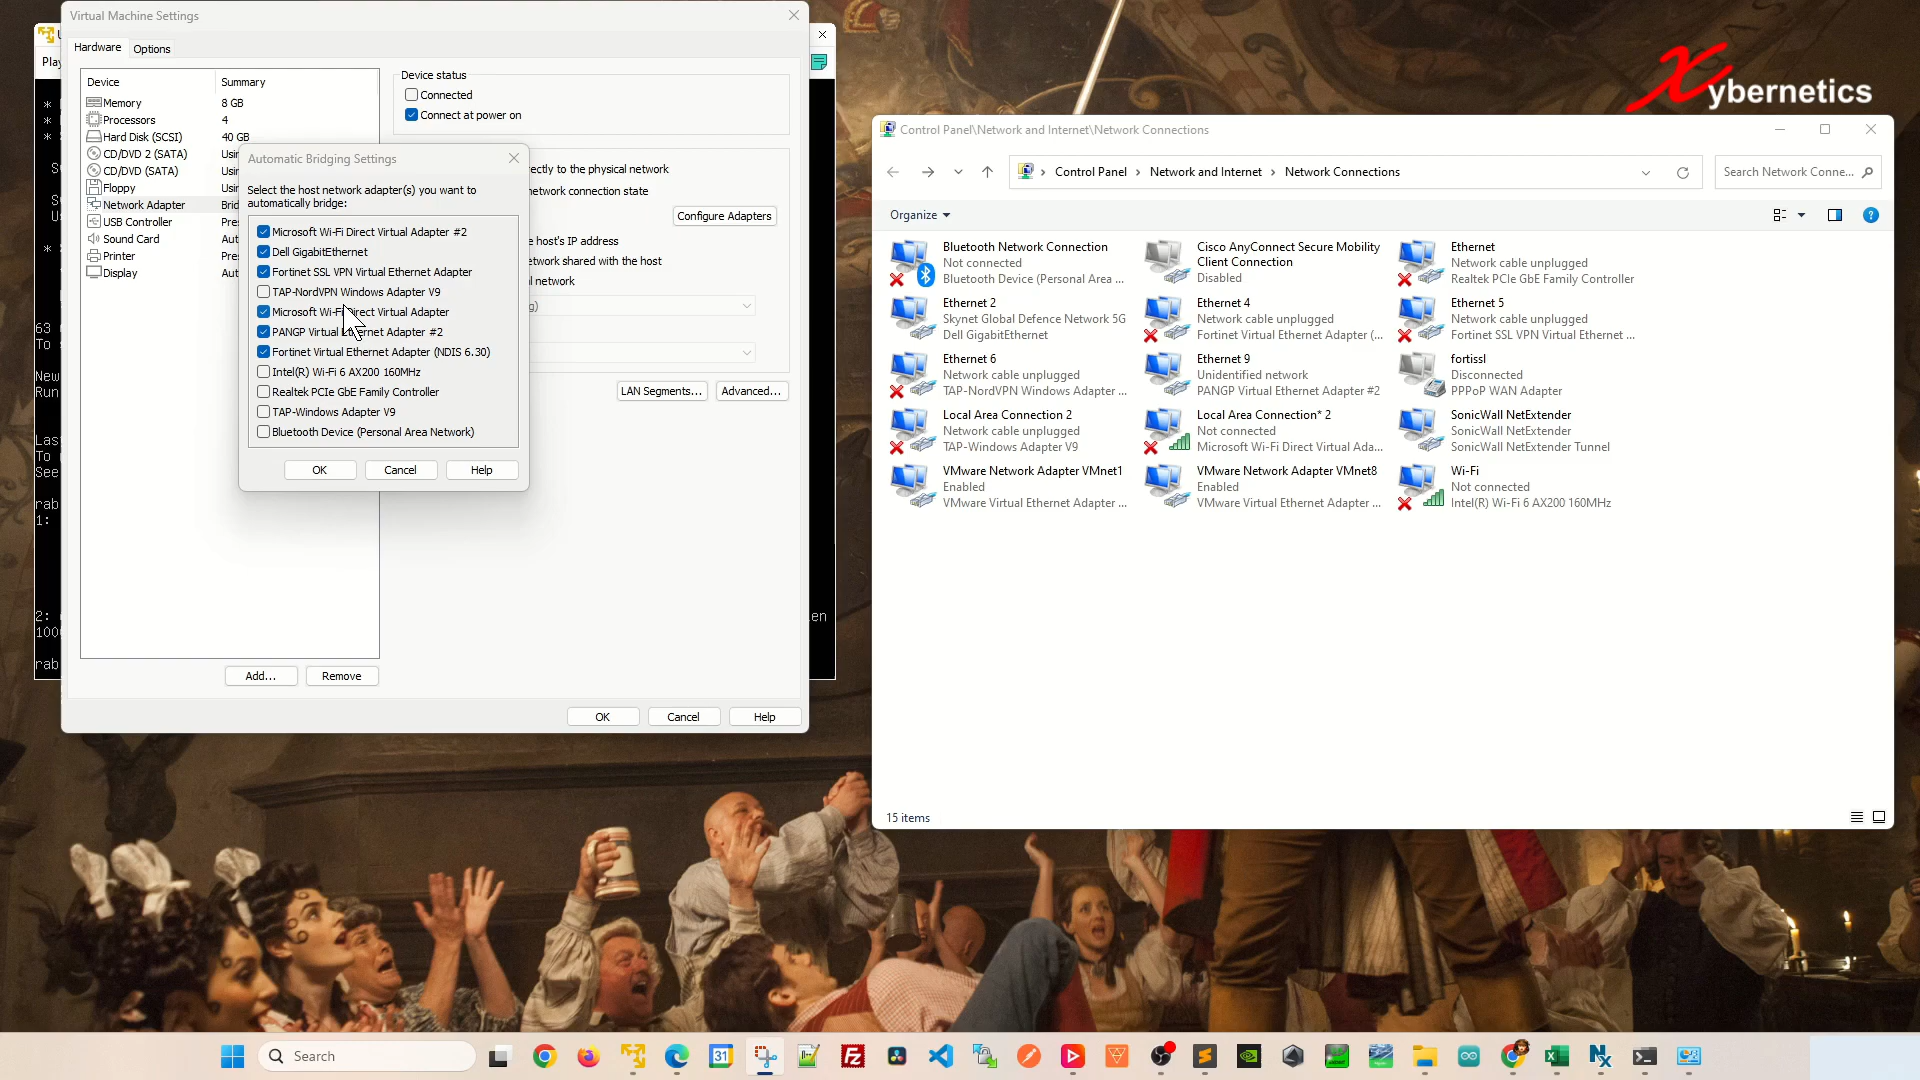 Virtual Machine Settings
Hardware
Options
Device
Summary
Memory
8 GB
Processors
4
Hard Disk (SCSI)
40 GB
CD/DVD 2 (SATA)
CD/DVD (SATA)
Floppy
Network Adapter
USB Controller
Sound Card
Printer
Display
Add...
Remove
Device status
Connected
Connect at power on
ectly to the physical network
network connection state
Configure Adapters
e host's IP address
etwork shared with the host
l network
LAN Segments...
Advanced...
OK
Cancel
Help
Automatic Bridging Settings
Select the host network adapter(s) you want to
automatically bridge:
Microsoft Wi-Fi Direct Virtual Adapter #2
Dell GigabitEthernet
Fortinet SSL VPN Virtual Ethernet Adapter
TAP-NordVPN Windows Adapter V9
Microsoft Wi-Fi Direct Virtual Adapter
PANGP Virtual Ethernet Adapter #2
Fortinet Virtual Ethernet Adapter (NDIS 6.30)
Intel(R) Wi-Fi 6 AX200 160MHz
Realtek PCIe GbE Family Controller
TAP-Windows Adapter V9
Bluetooth Device (Personal Area Network)
OK
Cancel
Help
63
To
New
Run
To
See
rab
1:
2:
en
rab
Xybernetics
Control Panel\Network and Internet\Network Connections
Control Panel > Network and Internet > Network Connections
Search Network Conne...
Organize
Bluetooth Network Connection
Not connected
Bluetooth Device (Personal Area ...
Cisco AnyConnect Secure Mobility
Client Connection
Disabled
Ethernet
Network cable unplugged
Realtek PCIe GbE Family Controller
Ethernet 2
Skynet Global Defence Network 5G
Dell GigabitEthernet
Ethernet 4
Network cable unplugged
Fortinet Virtual Ethernet Adapter (...
Ethernet 5
Network cable unplugged
Fortinet SSL VPN Virtual Ethernet ...
Ethernet 6
Network cable unplugged
TAP-NordVPN Windows Adapter ...
Ethernet 9
Unidentified network
PANGP Virtual Ethernet Adapter #2
fortissl
Disconnected
PPPoP WAN Adapter
Local Area Connection 2
Network cable unplugged
TAP-Windows Adapter V9
Local Area Connection* 2
Not connected
Microsoft Wi-Fi Direct Virtual Ada...
SonicWall NetExtender
SonicWall NetExtender
SonicWall NetExtender Tunnel
VMware Network Adapter VMnet1
Enabled
VMware Virtual Ethernet Adapter ...
VMware Network Adapter VMnet8
Enabled
VMware Virtual Ethernet Adapter ...
Wi-Fi
Not connected
Intel(R) Wi-Fi 6 AX200 160MHz
15 items
Search
31